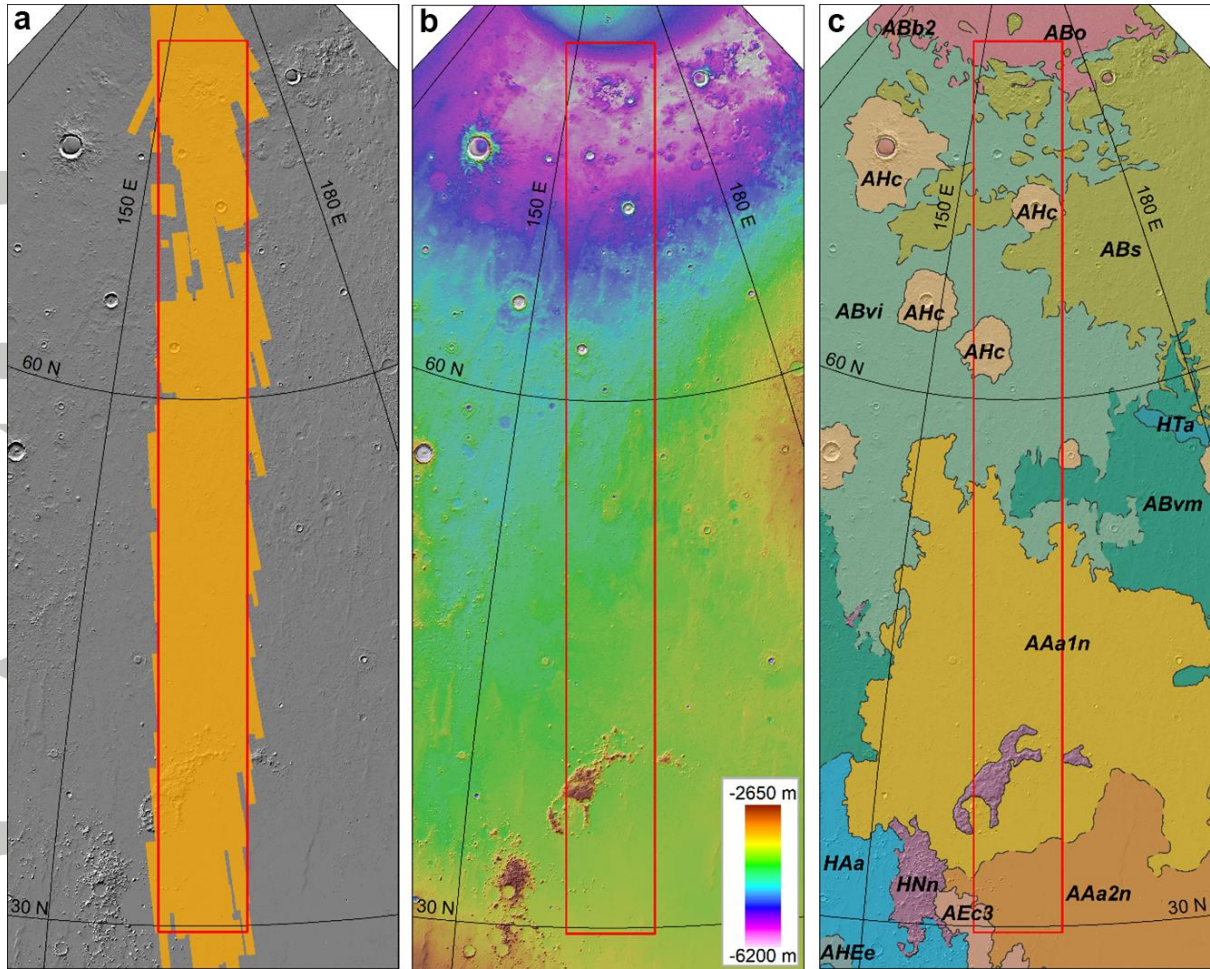 a
150 E
180 E
60 N
30 N
b
150 E
180 E
60 N
30 N
-2650 m
-6200 m
c
ABb2
ABo
AHc
150 E
AHc
180 E
ABs
ABvi
AHc
AHc
60 N
HTa
ABvm
AAa1n
HAa
HNn
AEc3
AAa2n
30 N
AHEe